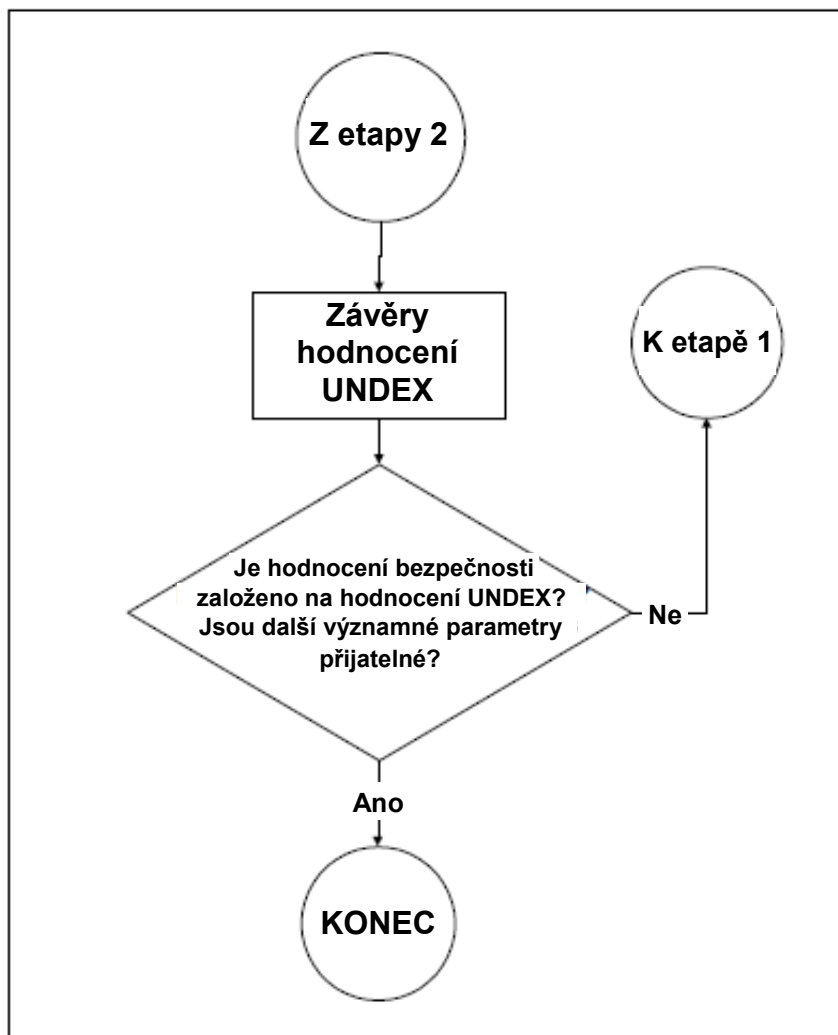 Z etapy 2
Závěry
hodnocení
UNDEX
K etapě 1
Je hodnocení bezpečnosti
založeno na hodnocení UNDEX?
Jsou další významné parametry
přijatelné?
Ne
Ano
KONEC